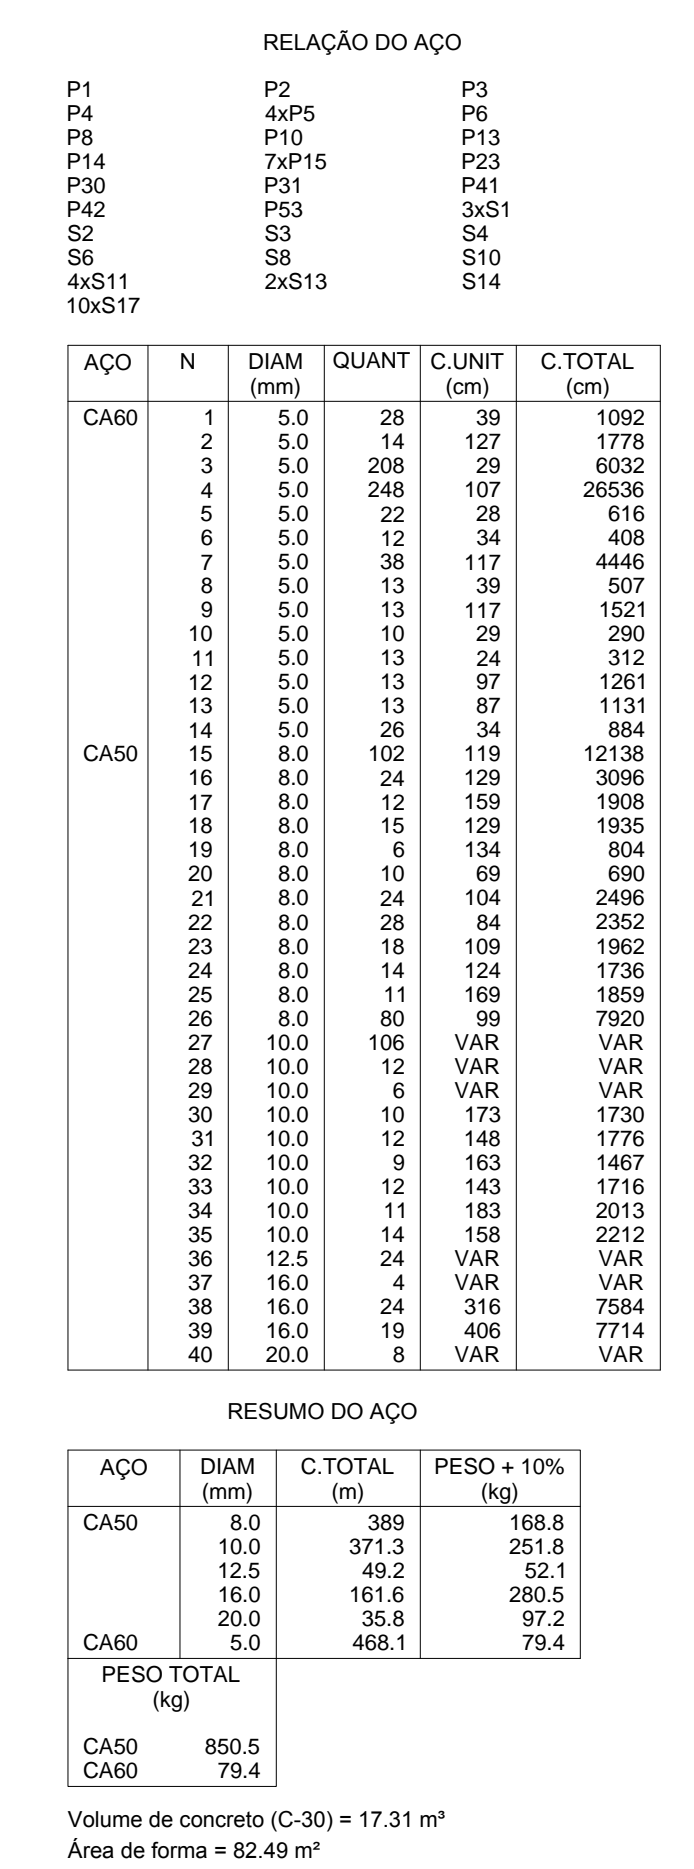 RELAÇÃO DO AÇO
P1 P2 P3
P4 4xP5 P6
P8 P10 P13
P14 7xP15 P23
P30 P31 P41
P42 P53 3xS1
S2 S3 S4
S6 S8 S10
4xS11 2xS13 S14
10xS17
AÇO N DIAM QUANT C.UNIT C.TOTAL
(mm) (cm) (cm)
CA60 1 5.0 28 39 1092
2 5.0 14 127 1778
3 5.0 208 29 6032
4 5.0 248 107 26536
5 5.0 22 28 616
6 5.0 12 34 408
7 5.0 38 117 4446
8 5.0 13 39 507
9 5.0 13 117 1521
10 5.0 10 29 290
11 5.0 13 24 312
12 5.0 13 97 1261
13 5.0 13 87 1131
14 5.0 26 34 884
CA50 15 8.0 102 119 12138
16 8.0 24 129 3096
17 8.0 12 159 1908
18 8.0 15 129 1935
19 8.0 6 134 804
20 8.0 10 69 690
21 8.0 24 104 2496
22 8.0 28 84 2352
23 8.0 18 109 1962
24 8.0 14 124 1736
25 8.0 11 169 1859
26 8.0 80 99 7920
27 10.0 106 VAR VAR
28 10.0 12 VAR VAR
29 10.0 6 VAR VAR
30 10.0 10 173 1730
31 10.0 12 148 1776
32 10.0 9 163 1467
33 10.0 12 143 1716
34 10.0 11 183 2013
35 10.0 14 158 2212
36 12.5 24 VAR VAR
37 16.0 4 VAR VAR
38 16.0 24 316 7584
39 16.0 19 406 7714
40 20.0 8 VAR VAR
RESUMO DO AÇO
AÇO DIAM C.TOTAL PESO + 10%
(mm) (m) (kg)
CA50 8.0 389 168.8
10.0 371.3 251.8
12.5 49.2 52.1
16.0 161.6 280.5
20.0 35.8 97.2
CA60 5.0 468.1 79.4
PESO TOTAL
(kg)
CA50 850.5
CA60 79.4
Volume de concreto (C-30) = 17.31 m³
Área de forma = 82.49 m²